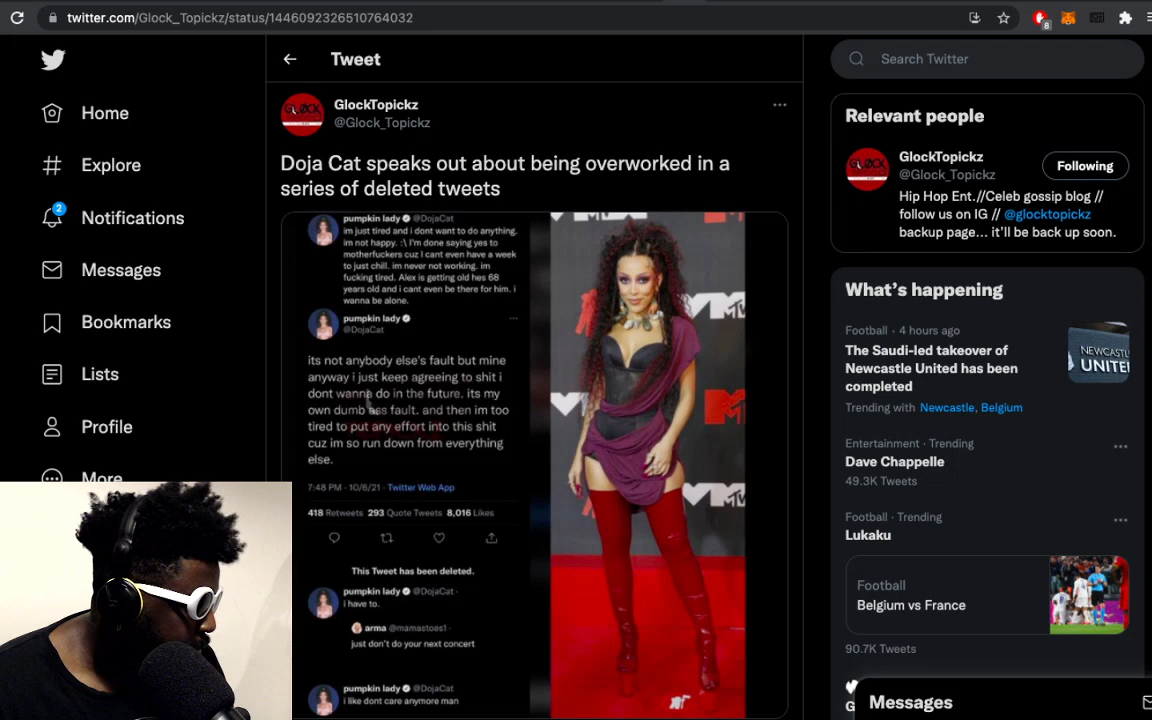 twitter.com/Glock_Topickz/status/1446092326510764032
8
Home
Explore
2
Notifications
Messages
Bookmarks
Lists
Profile
More
Tweet
GlockTopickz
@Glock_Topickz
Doja Cat speaks out about being overworked in a
series of deleted tweets
pumpkin lady @DojaCat
im just tired and i dont want to do anything.
im not happy. :\ I'm done saying yes to
motherfuckers cuz I cant even have a week
to just chill. im never not working. im
fucking tired. Alex is getting old hes 68
years old and i cant even be there for him. i
wanna be alone.
pumpkin lady
@DojaCat
its not anybody else's fault but mine
anyway i just keep agreeing to shit i
dont wanna do in the future. its my
own dumb ass fault. and then im too
tired to put any effort into this shit
cuz im so run down from everything
else.
7:48 PM · 10/6/21 · Twitter Web App
418 Retweets 293 Quote Tweets 8,016 Likes
This Tweet has been deleted.
pumpkin lady @DojaCat ·
i have to.
arma @mamastoes1 ·
just don't do your next concert
pumpkin lady @DojaCat
i like dont care anymore man
MTV
Search Twitter
Relevant people
GlockTopickz
@Glock_Topickz
Following
Hip Hop Ent.//Celeb gossip blog //
follow us on IG // @glocktopickz
backup page... it'll be back up soon.
What's happening
Football · 4 hours ago
The Saudi-led takeover of
Newcastle United has been
completed
Trending with Newcastle, Belgium
NEWCASTL
UNITE
Entertainment · Trending
Dave Chappelle
49.3K Tweets
Football · Trending
Lukaku
Football
Belgium vs France
90.7K Tweets
Messages